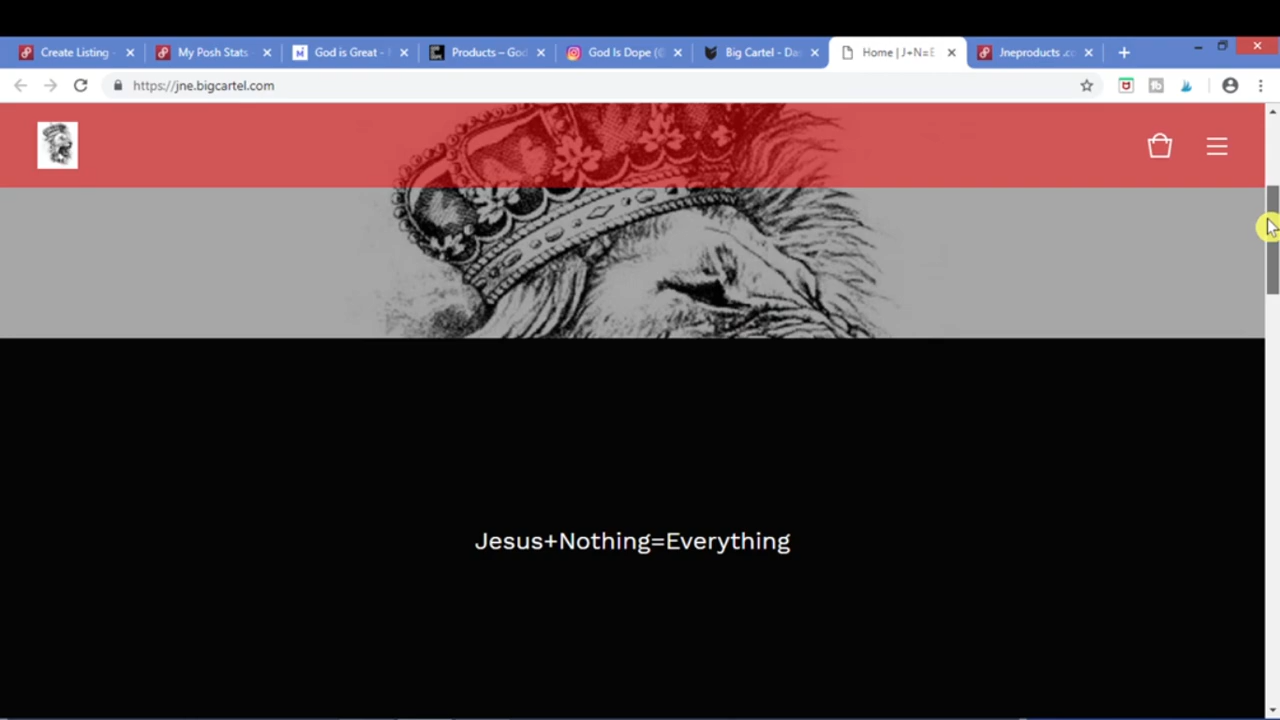 Create Listing
My Posh Stats
God is Great -
Products – God
God Is Dope (
Big Cartel - Da
Home | J+N=E
Jneproducts .c
https://jne.bigcartel.com
Jesus+Nothing=Everything